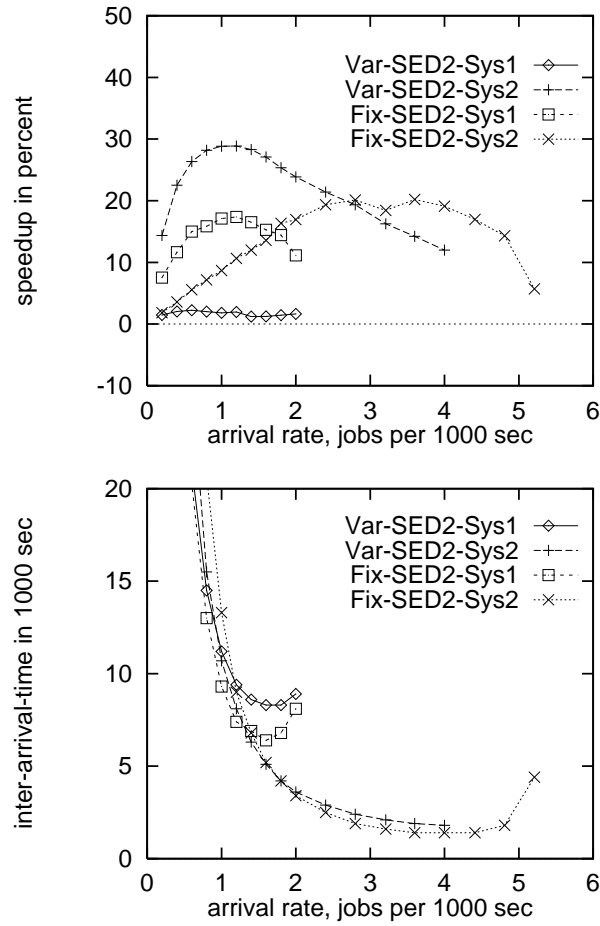 50
40
30
20
10
0
-10
speedup in percent
Var-SED2-Sys1
Var-SED2-Sys2
Fix-SED2-Sys1
Fix-SED2-Sys2
0 1 2 3 4 5 6
arrival rate, jobs per 1000 sec
20
15
10
5
0
inter-arrival-time in 1000 sec
Var-SED2-Sys1
Var-SED2-Sys2
Fix-SED2-Sys1
Fix-SED2-Sys2
0 1 2 3 4 5 6
arrival rate, jobs per 1000 sec